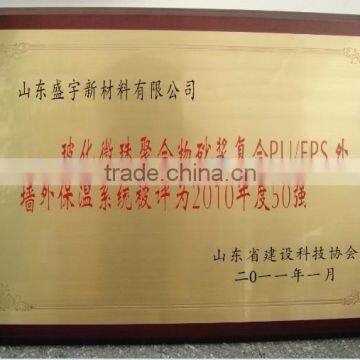 山东盛宇新材料有限公司
玻化微珠聚合物砂浆复合PU/EPS外
墙外保温系统被评为2010年度50强
trade.china.cn
山东省建设科技协会
二〇一一年一月